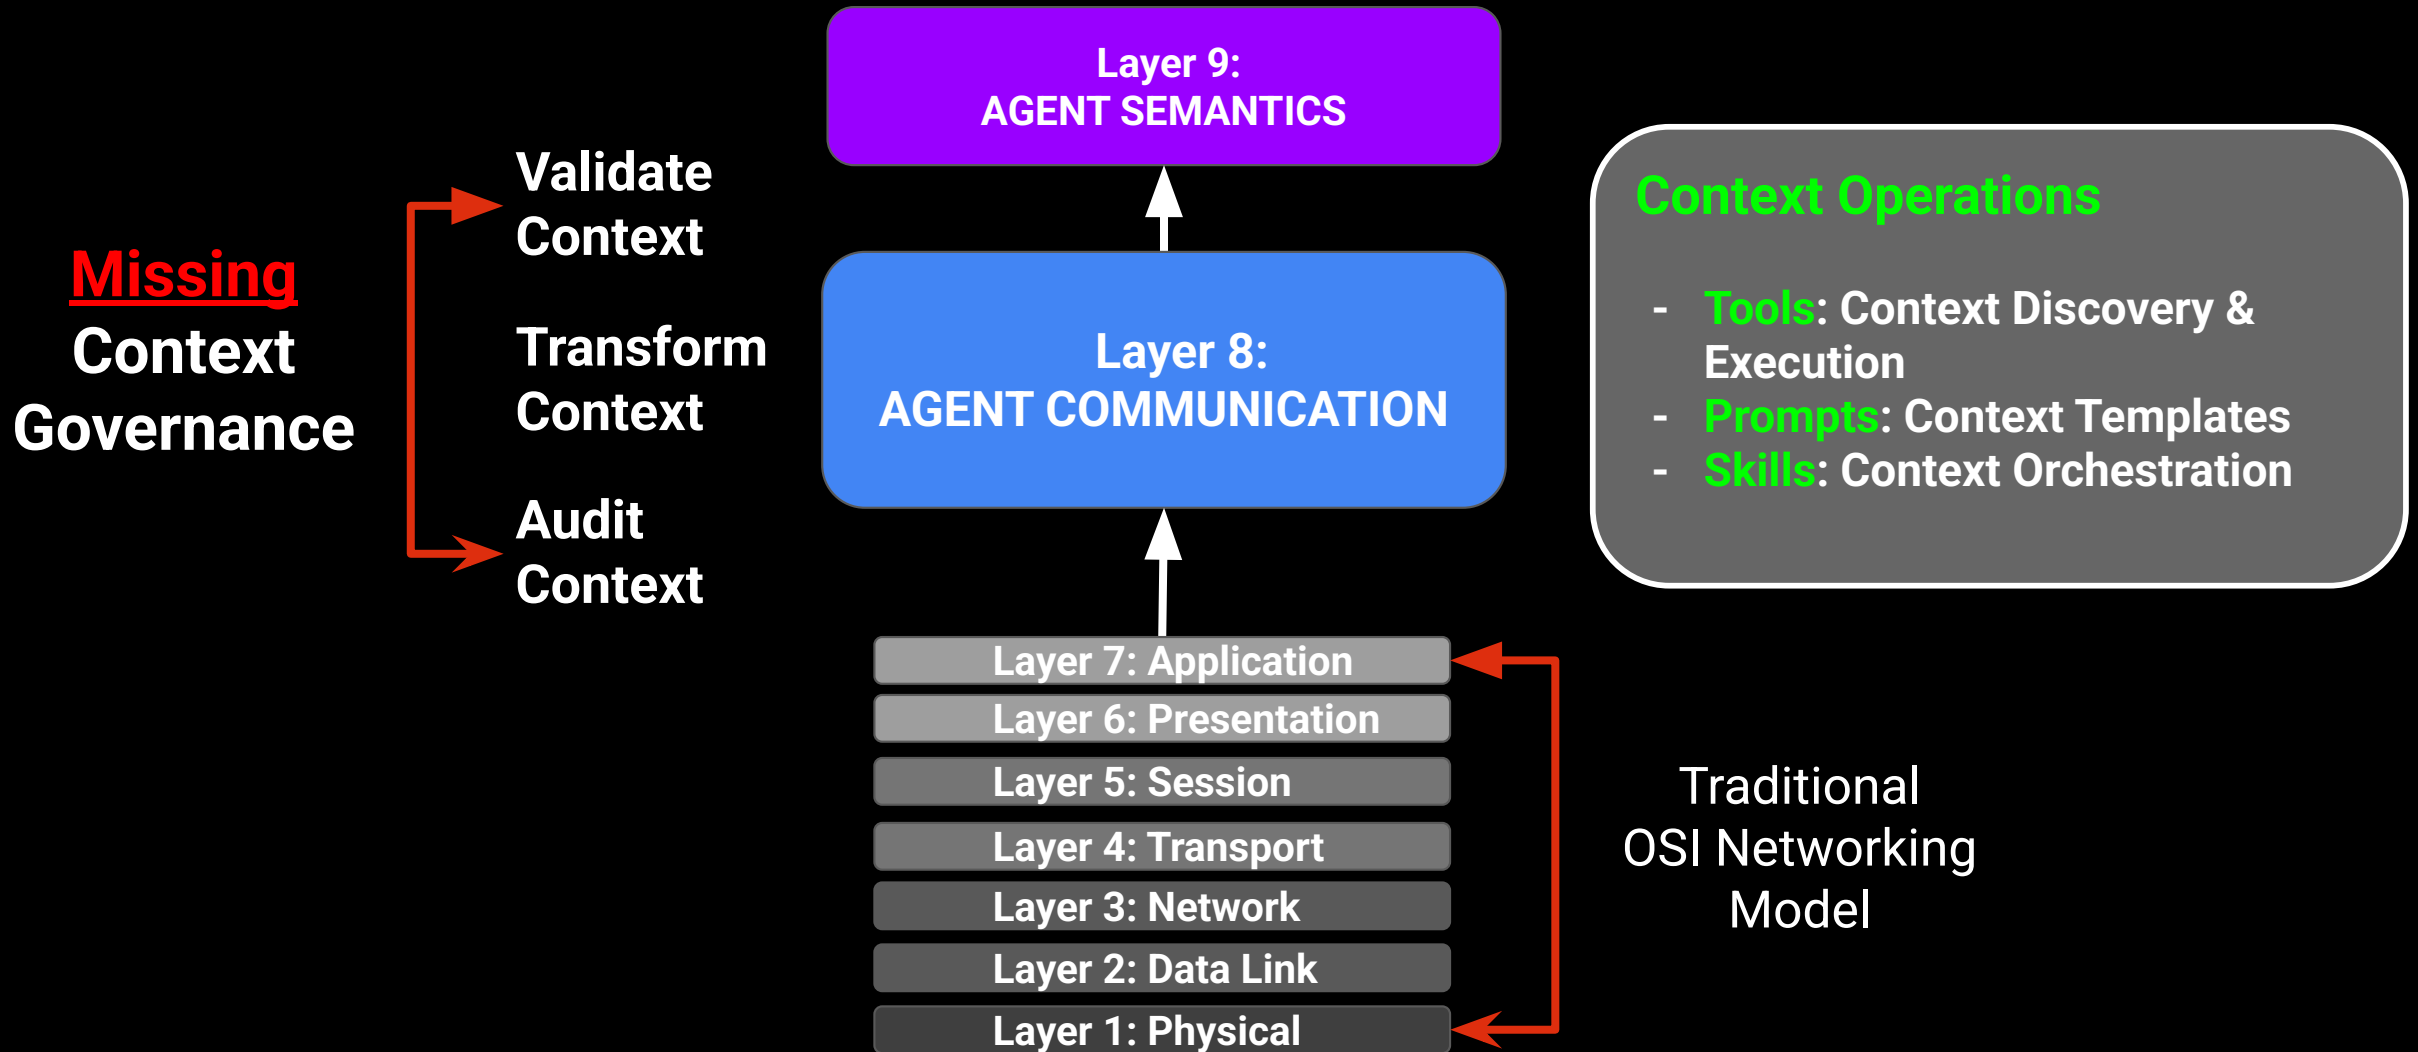 Layer 9:
AGENT SEMANTICS
Missing
Context
Governance
Validate
Context
Transform
Context
Audit
Context
Layer 8:
AGENT COMMUNICATION
Context Operations
- Tools: Context Discovery &
Execution
- Prompts: Context Templates
- Skills: Context Orchestration
Layer 7: Application
Layer 6: Presentation
Layer 5: Session
Layer 4: Transport
Layer 3: Network
Layer 2: Data Link
Layer 1: Physical
Traditional
OSI Networking
Model